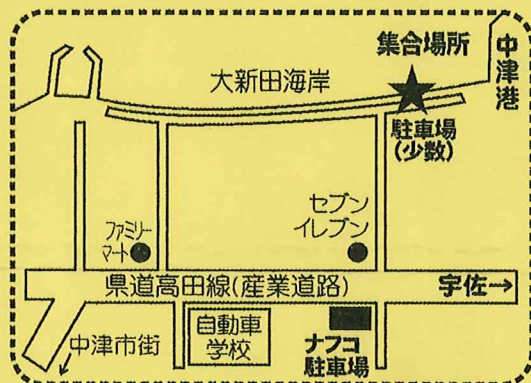 集合場所
中津港
大新田海岸
駐車場
(少数)
セブン
イレブン
ファミリー
マート
県道高田線(産業道路)
宇佐→
自動車
学校
ナフコ
駐車場
中津市街